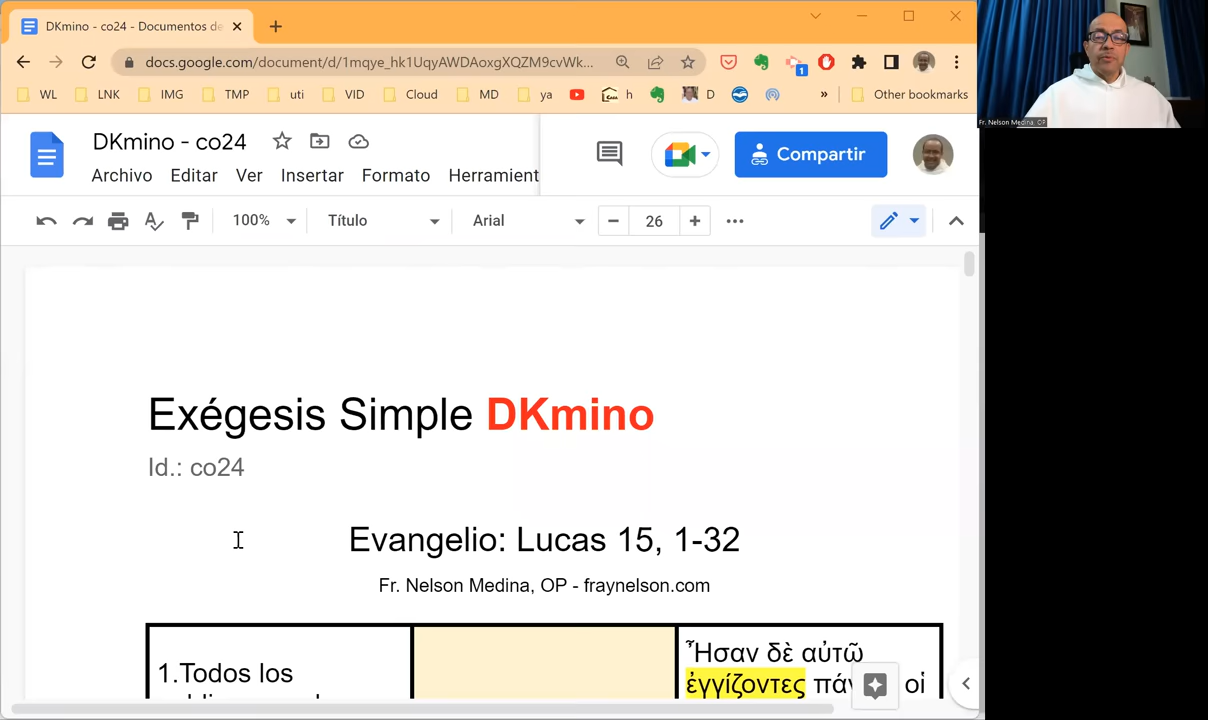 DKmino - co24 - Documentos de
docs.google.com/document/d/1mqye_hk1UqyAWDAoxgXQZM9cvWk...
1
WL LNK IMG TMP uti VID Cloud MD ya h D » Other bookmarks
DKmino - co24
Compartir
Archivo Editar Ver Insertar Formato Herramient
100% Título Arial 26
Exégesis Simple DKmino
Id.: co24
Evangelio: Lucas 15, 1-32
Fr. Nelson Medina, OP - fraynelson.com
1.Todos los
Ἦσαν δὲ αὐτῷ
ἐγγίζοντες πάν οἱ
Fr. Nelson Medina, OP